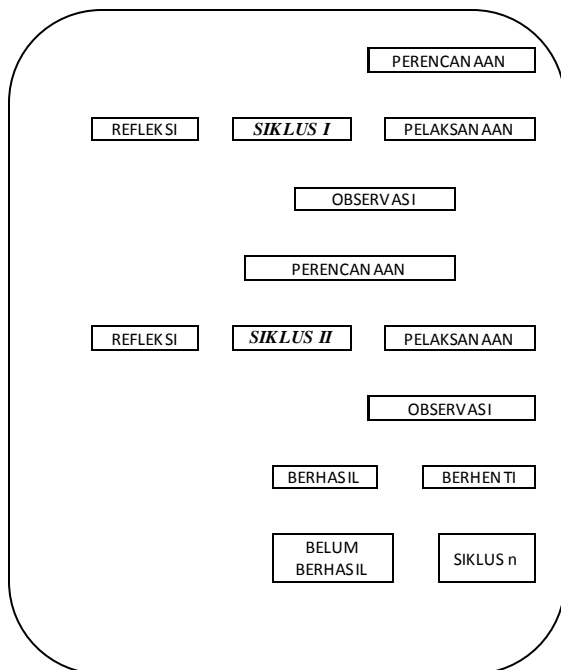 PERENCANAAN
REFLEKSI SIKLUS I PELAKSANAAN
OBSERVASI
PERENCANAAN
REFLEKSI SIKLUS II PELAKSANAAN
OBSERVASI
BERHASIL BERHENTI
BELUM
BERHASIL
SIKLUS n